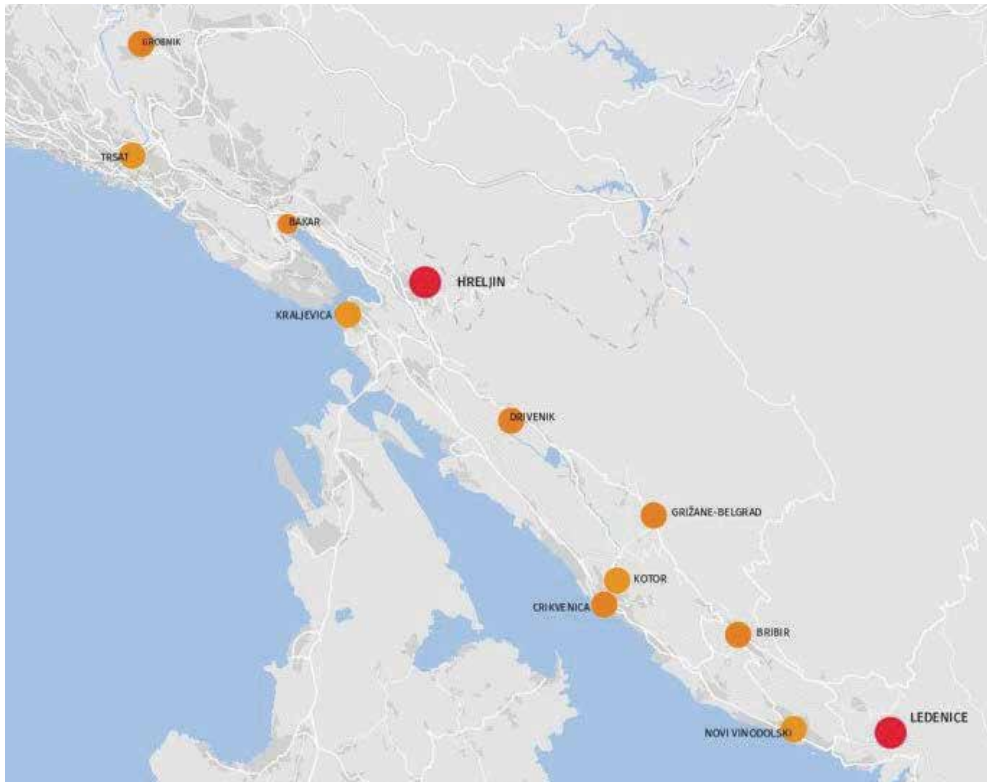 GROBNIK
TRSAT
BAKAR
HRELJIN
KRALJEVICA
DRIVENIK
GRIŽANE-BELGRAD
KOTOR
CRIKVENICA
BRIBIR
LEDENICE
NOVI VINODOLSKI